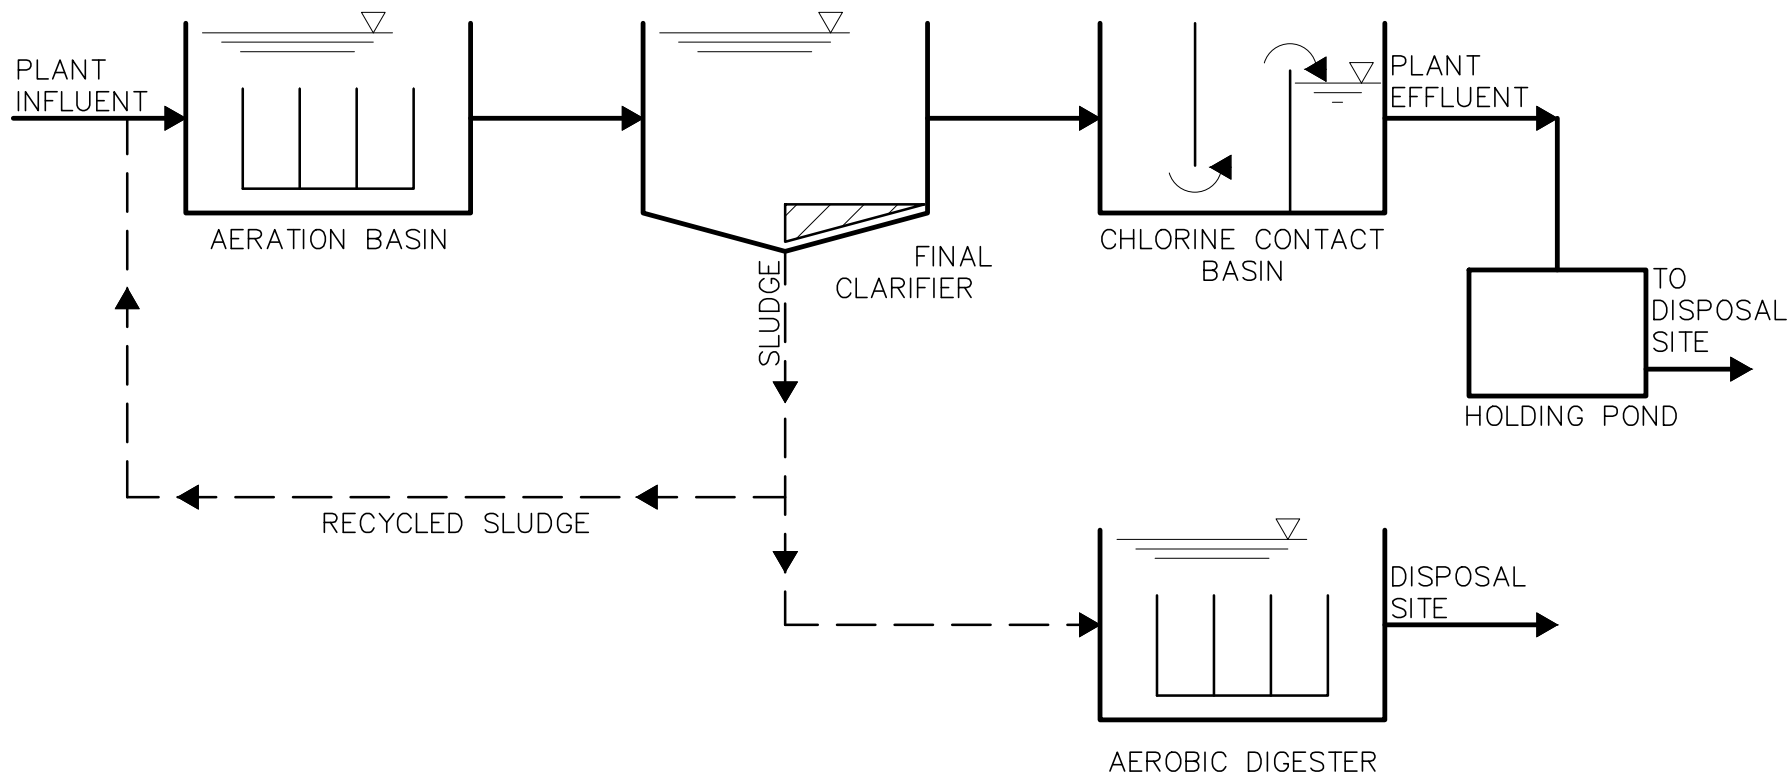 PLANT
INFLUENT
AERATION BASIN
SLUDGE
FINAL
CLARIFIER
CHLORINE CONTACT
BASIN
PLANT
EFFLUENT
TO
DISPOSAL
SITE
HOLDING POND
RECYCLED SLUDGE
DISPOSAL
SITE
AEROBIC DIGESTER